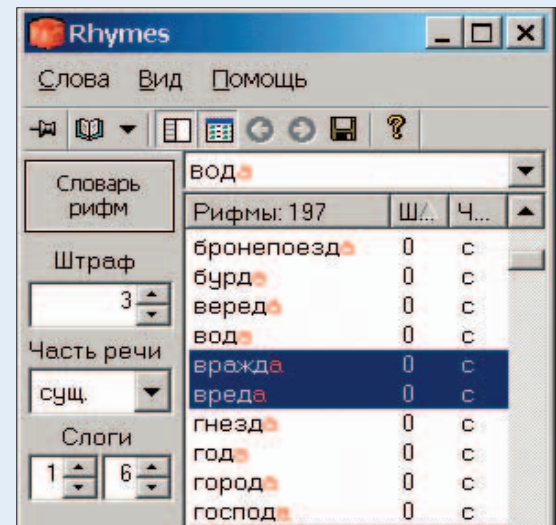 Rhymes
Слова Вид Помощь
Словарь
рифм
Штраф
3
Часть речи
сущ.
Слоги
1 6
вода
Рифмы: 197 Ш... Ч...
бронепоезда 0 с
бурда 0 с
вереда 0 с
вода 0 с
вражда 0 с
вреда 0 с
гнезда 0 с
года 0 с
города 0 с
господа 0 с